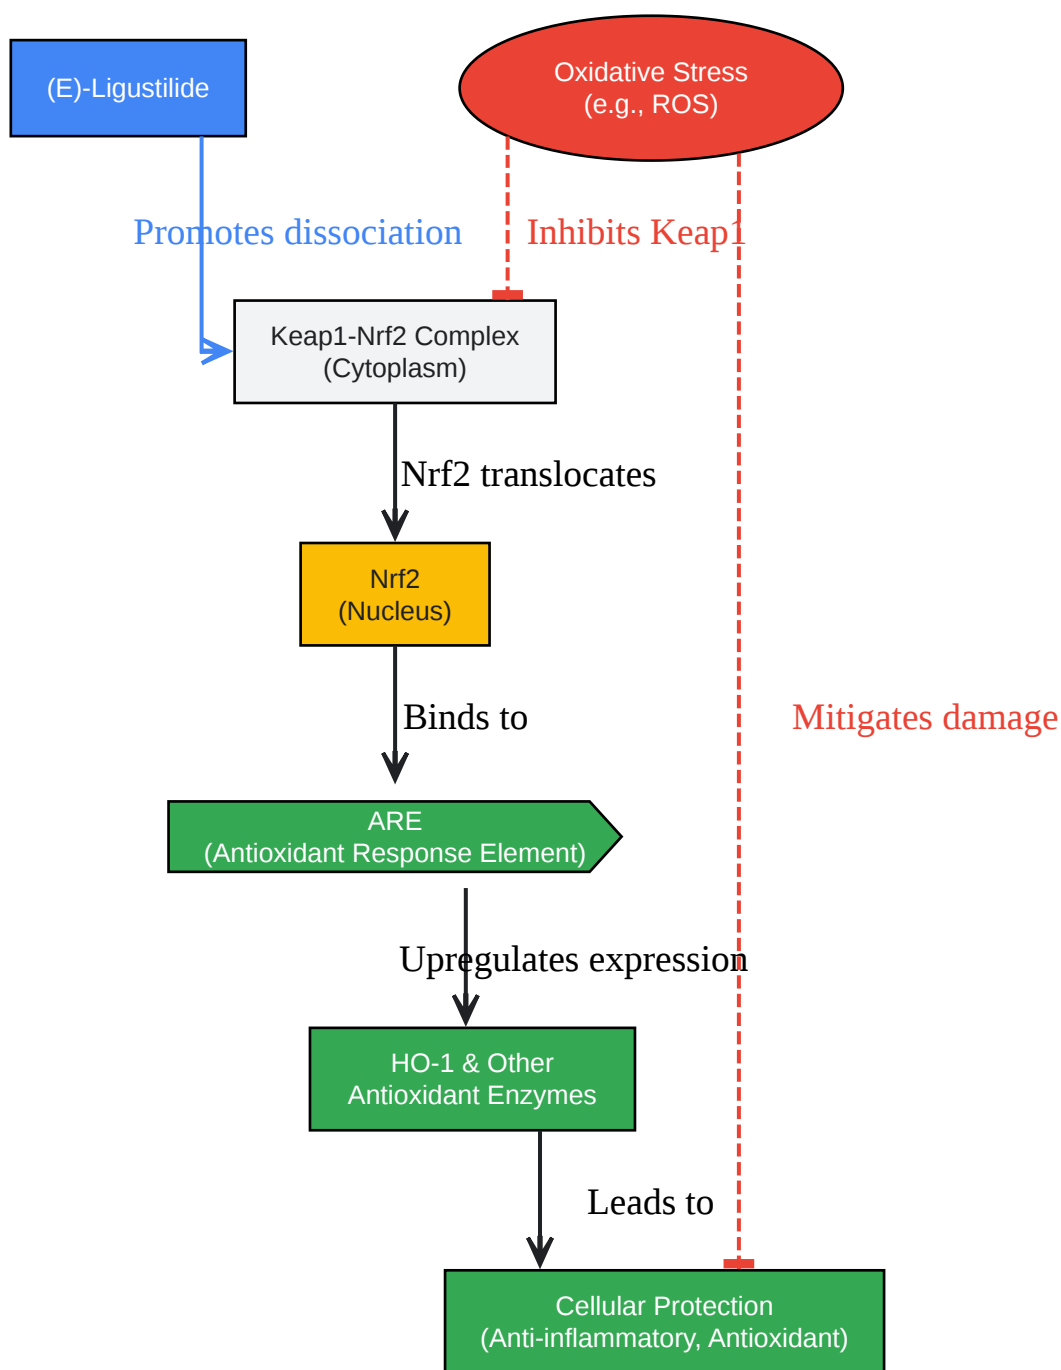 (E)-Ligustilide
Oxidative Stress
(e.g., ROS)
Promotes dissociation
Inhibits Keap1
Keap1-Nrf2 Complex
(Cytoplasm)
Nrf2 translocates
Nrf2
(Nucleus)
Binds to
Mitigates damage
ARE
(Antioxidant Response Element)
Upregulates expression
HO-1 & Other
Antioxidant Enzymes
Leads to
Cellular Protection
(Anti-inflammatory, Antioxidant)